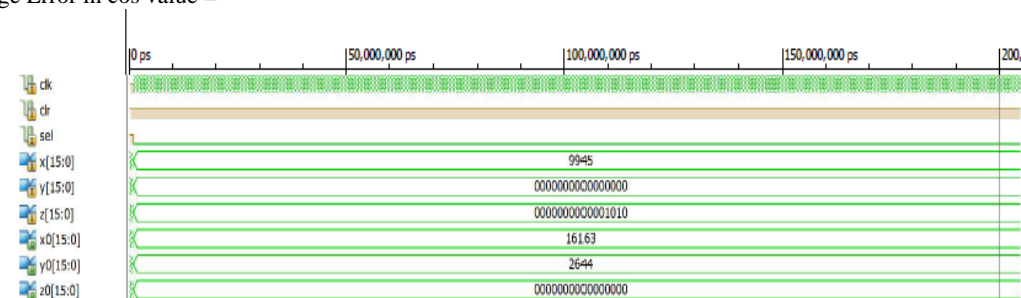 ge Error in cos value =
0 ps 50,000,000 ps 100,000,000 ps 150,000,000 ps 200,
clk
clr
sel
x[15:0] 9945
y[15:0] 0000000000000000
z[15:0] 0000000000001010
x0[15:0] 16163
y0[15:0] 2644
z0[15:0] 0000000000000000